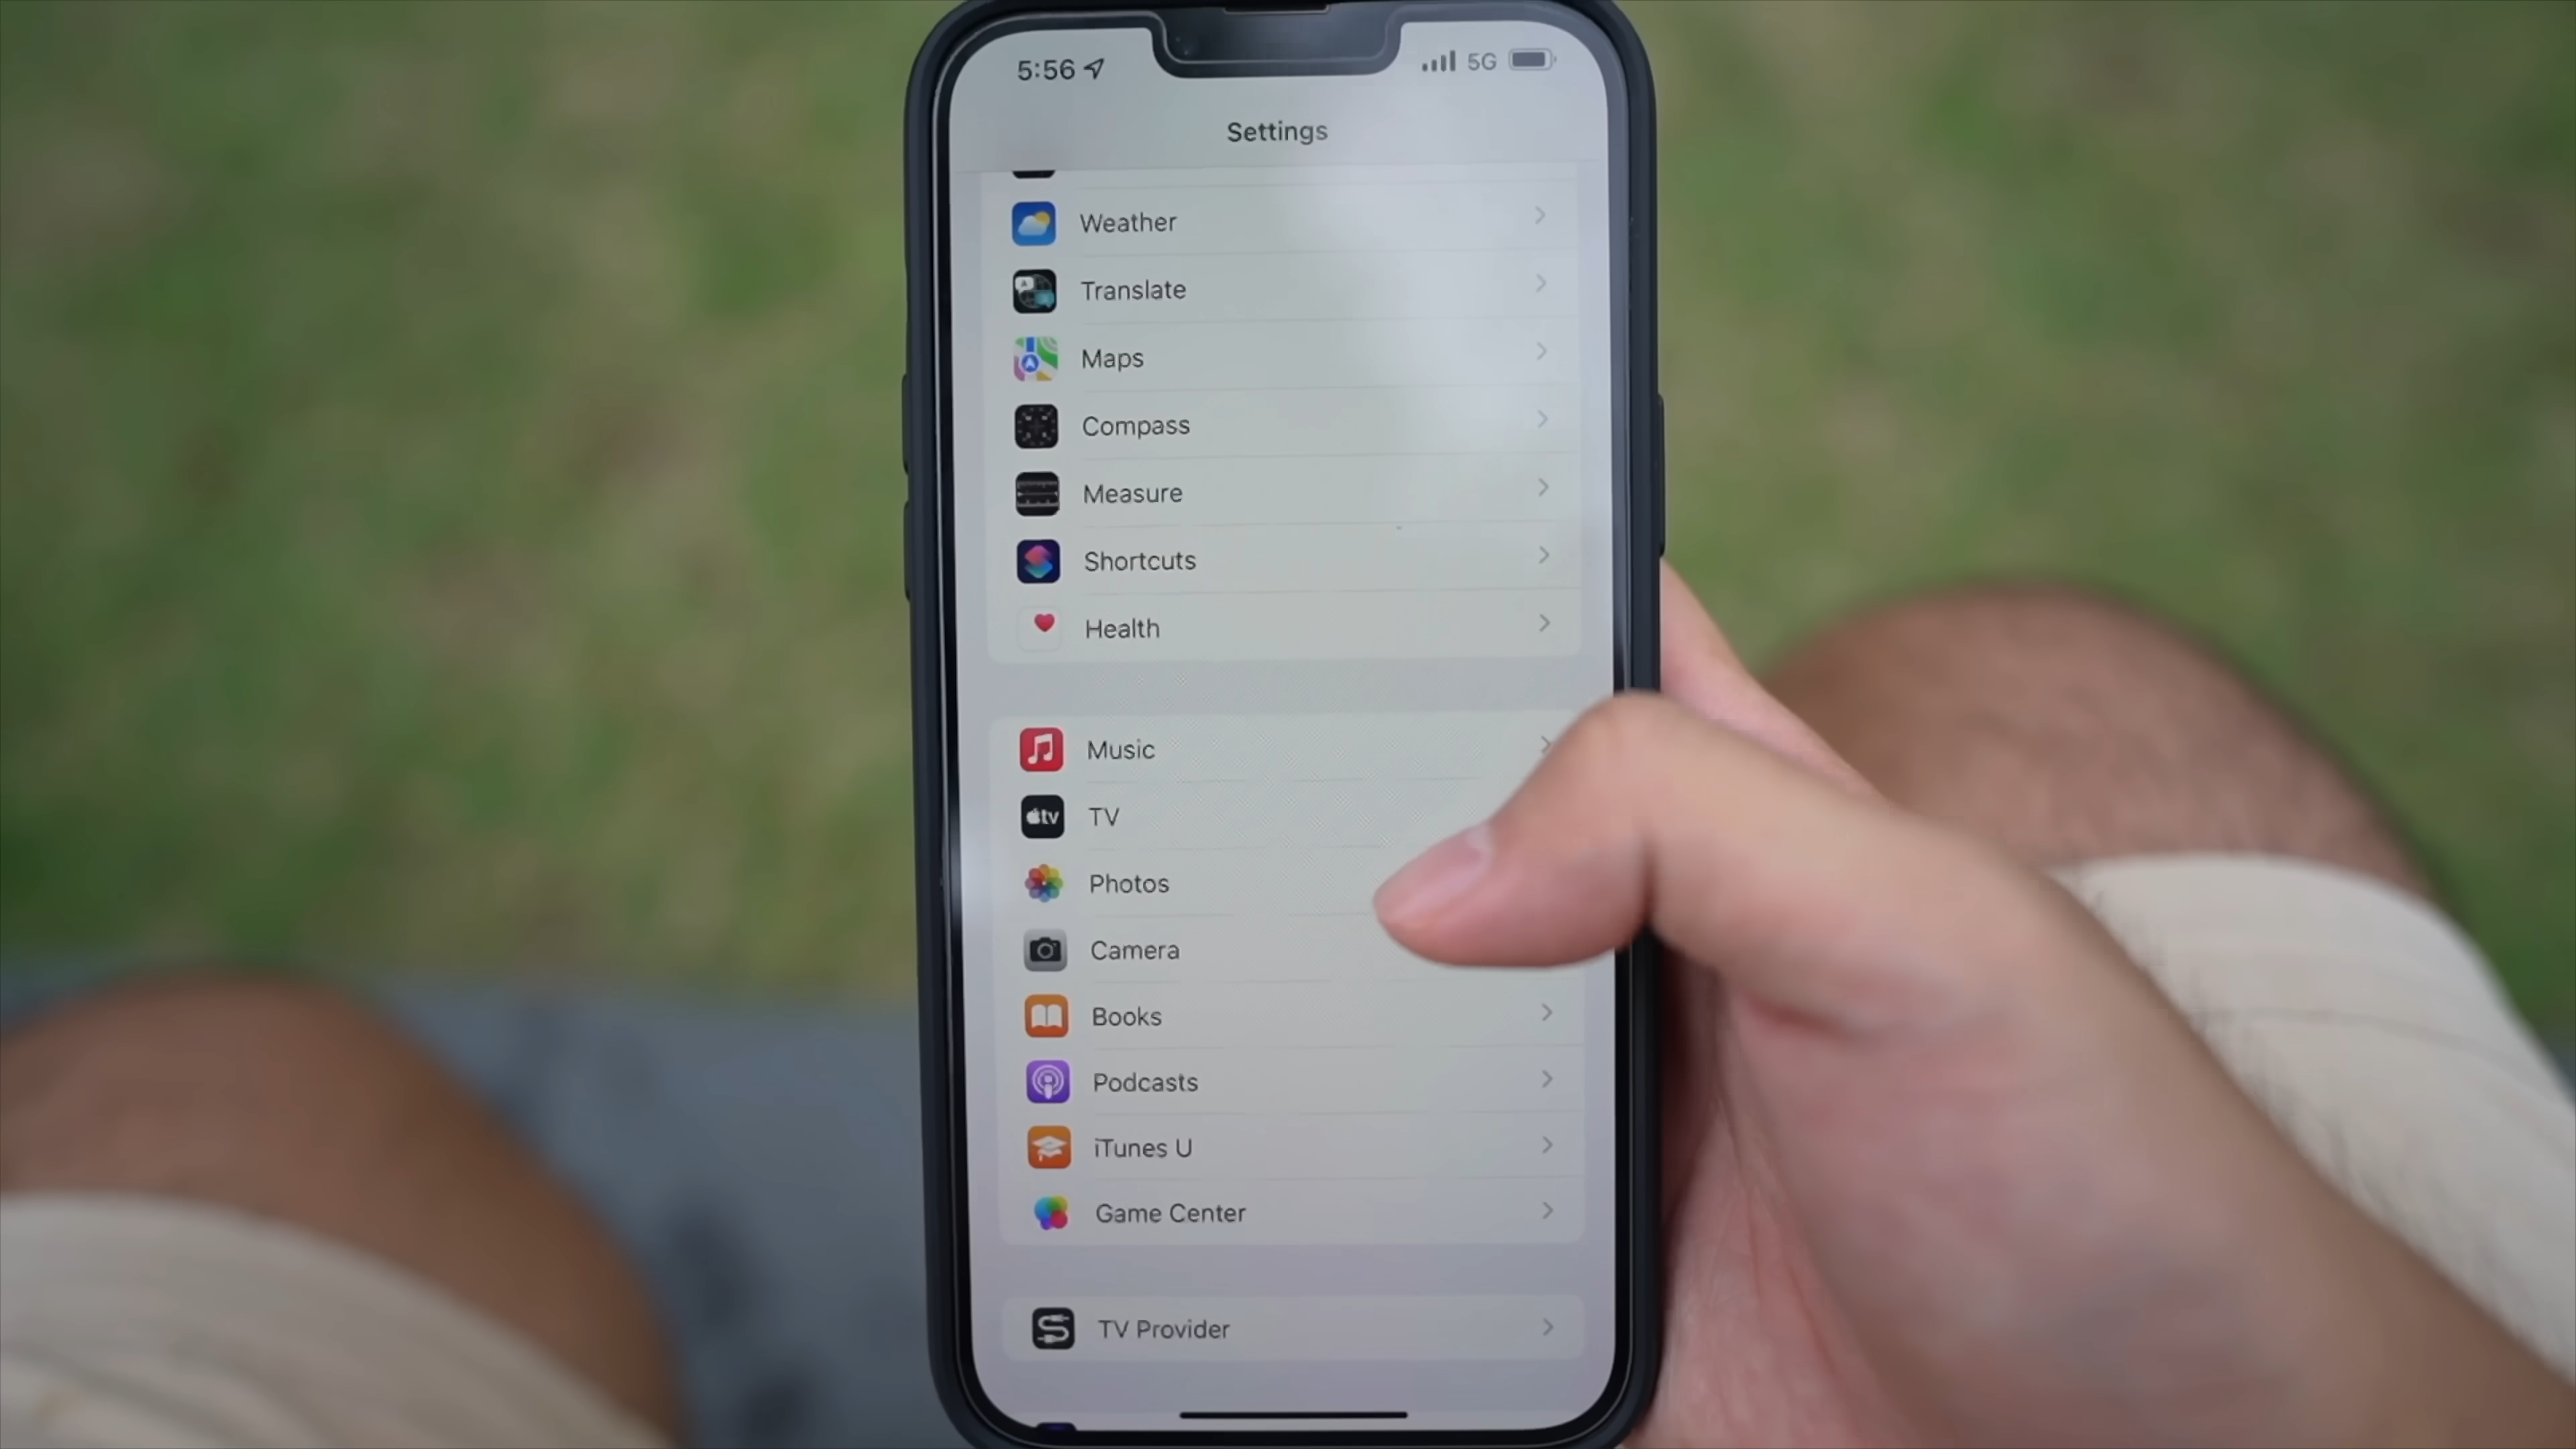 5:56 5G
Settings
Weather
Translate
Maps
Compass
Measure
Shortcuts
Health
Music
tv TV
Photos
Camera
Books
Podcasts
iTunes U
Game Center
TV Provider